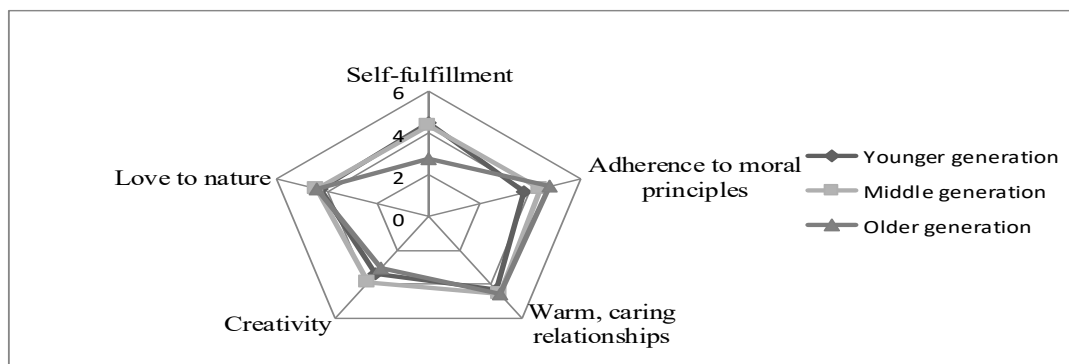 Self-fulfillment
6
4
2
0
Love to nature
Adherence to moral
principles
Creativity
Warm, caring
relationships
Younger generation
Middle generation
Older generation